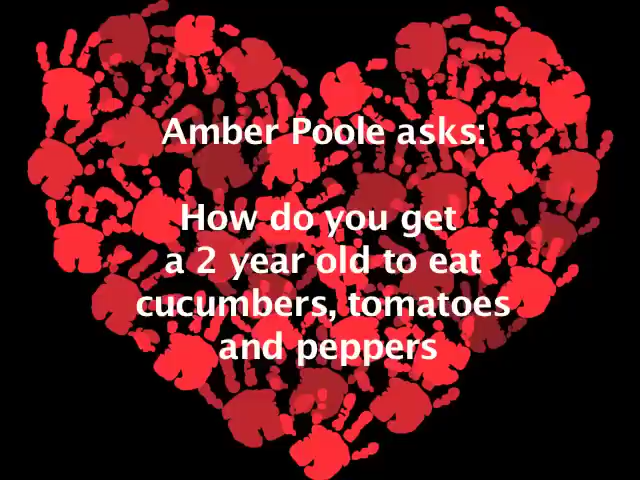 Amber Poole asks:
How do you get
a 2 year old to eat
cucumbers, tomatoes
and peppers